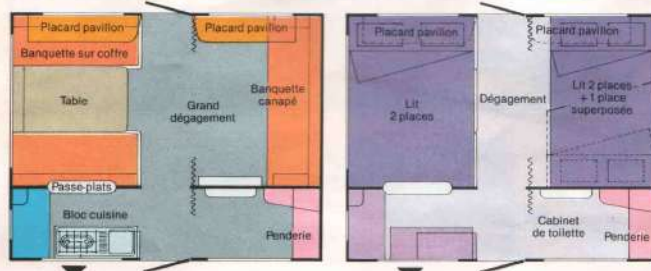 Placard pavillon
Placard pavillon
Banquette sur coffre
Banquette
canapé
Table
Grand
dégagement
Passe-plats
Bloc cuisine
Penderie
Placard pavillon
Placard pavillon
Lit
2 places
Dégagement
Lit 2 places
+ 1 place
superposée
Cabinet
de toilette
Penderie